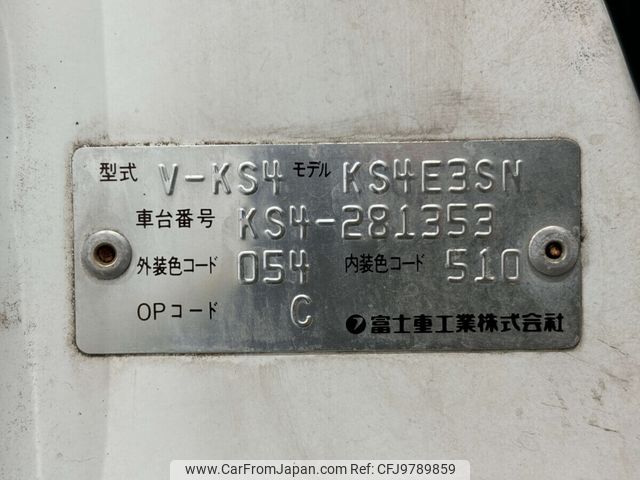 型式 V-KS4 モデル KS4E3SN
車台番号 KS4-281353
外装色コード 054 内装色コード 510
OPコード C 富士重工業株式会社
www.CarFromJapan.com | Photo ID: CFJ9789859